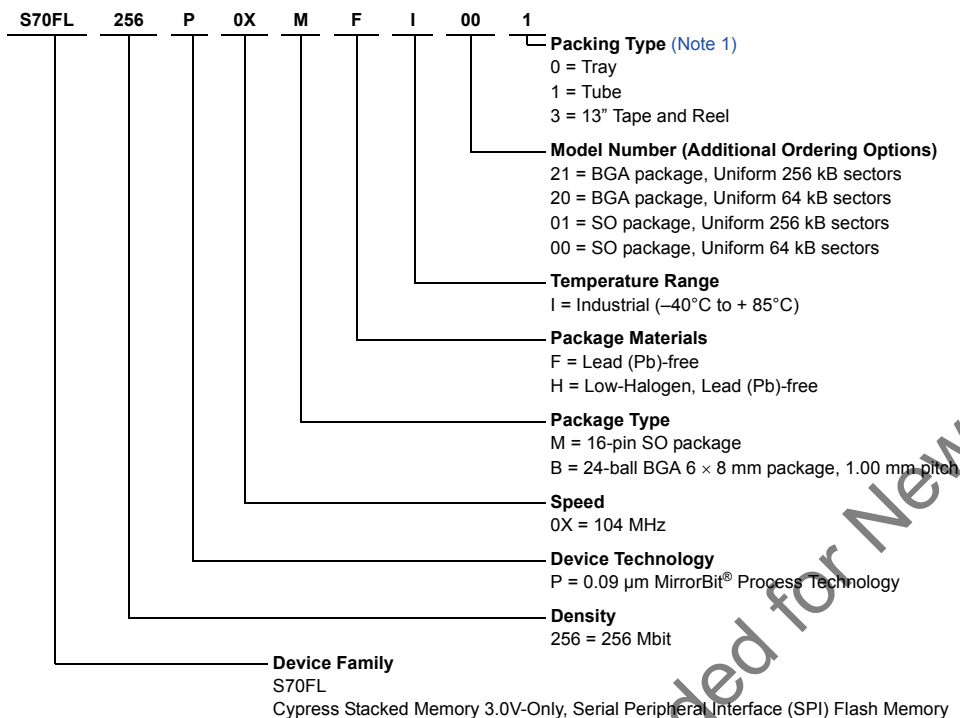 S70FL 256 P 0X M F I 00 1
Packing Type (Note 1)
0 = Tray
1 = Tube
3 = 13” Tape and Reel
Model Number (Additional Ordering Options)
21 = BGA package, Uniform 256 kB sectors
20 = BGA package, Uniform 64 kB sectors
01 = SO package, Uniform 256 kB sectors
00 = SO package, Uniform 64 kB sectors
Temperature Range
I = Industrial (–40°C to + 85°C)
Package Materials
F = Lead (Pb)-free
H = Low-Halogen, Lead (Pb)-free
Package Type
M = 16-pin SO package
B = 24-ball BGA 6 × 8 mm package, 1.00 mm pitch
Speed
0X = 104 MHz
Device Technology
P = 0.09 µm MirrorBit® Process Technology
Density
256 = 256 Mbit
Device Family
S70FL
Cypress Stacked Memory 3.0V-Only, Serial Peripheral Interface (SPI) Flash Memory
ded for New